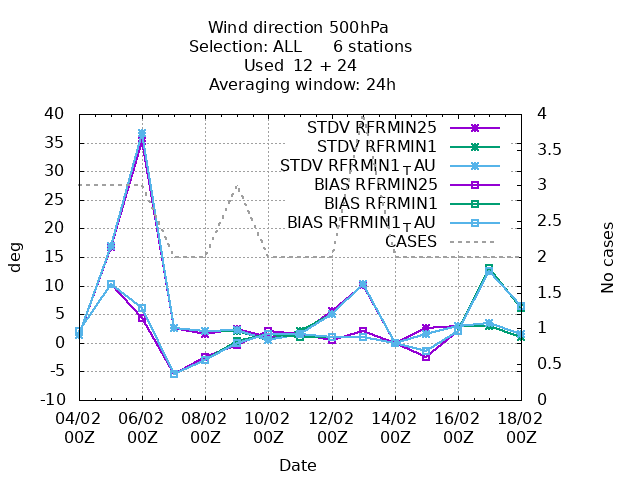 Wind direction 500hPa
Selection: ALL 6 stations
Used 12 + 24
Averaging window: 24h
40
35
30
25
20
15
10
5
0
-5
-10
deg
4
3.5
3
2.5
2
1.5
1
0.5
0
No cases
STDV RFRMIN25
STDV RFRMIN1
STDV RFRMIN1_T_AU
BIAS RFRMIN25
BIAS RFRMIN1
BIAS RFRMIN1_T_AU
CASES
04/02 06/02 08/02 10/02 12/02 14/02 16/02 18/02
00Z 00Z 00Z 00Z 00Z 00Z 00Z 00Z
Date